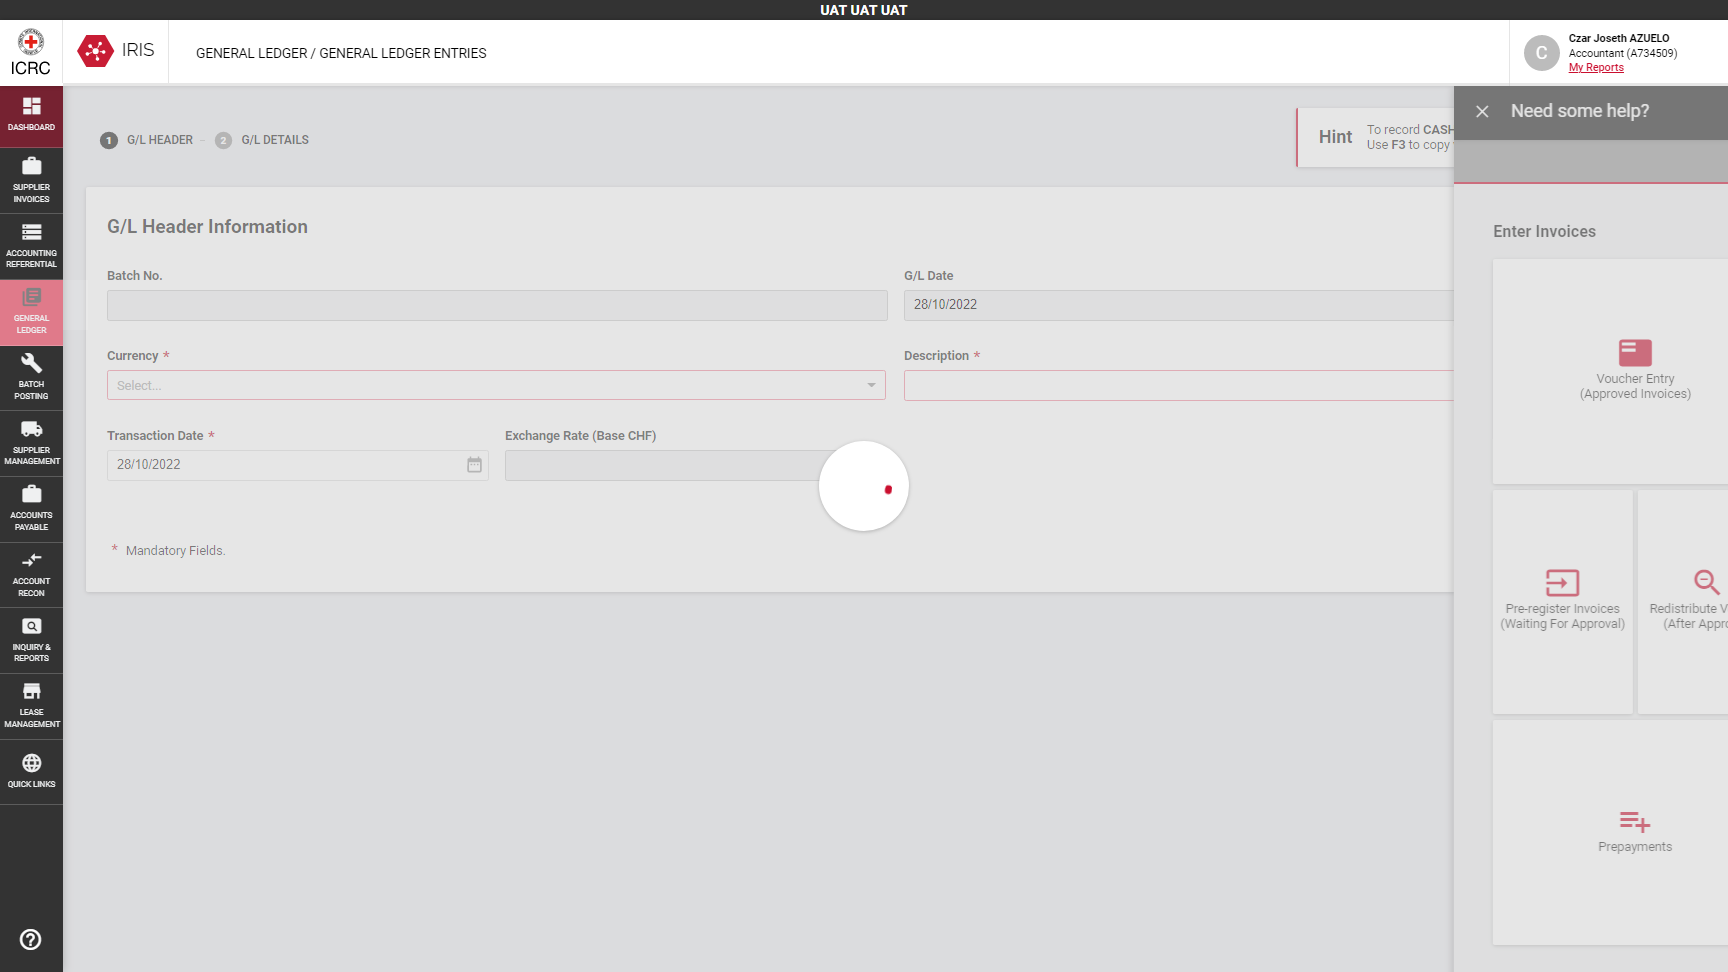 UAT UAT UAT
ICRC
IRIS
GENERAL LEDGER / GENERAL LEDGER ENTRIES
C
Czar Joseth AZUELO
Accountant (A734509)
My Reports
DASHBOARD
SUPPLIER
INVOICES
ACCOUNTING
REFERENTIAL
GENERAL
LEDGER
BATCH
POSTING
SUPPLIER
MANAGEMENT
ACCOUNTS
PAYABLE
ACCOUNT
RECON
INQUIRY &
REPORTS
LEASE
MANAGEMENT
QUICK LINKS
1 G/L HEADER - 2 G/L DETAILS
Hint
To record CASH
Use F3 to copy
G/L Header Information
Batch No.
G/L Date
28/10/2022
Currency *
Select...
Description *
Transaction Date *
28/10/2022
Exchange Rate (Base CHF)
* Mandatory Fields.
Need some help?
Enter Invoices
Voucher Entry
(Approved Invoices)
Pre-register Invoices
(Waiting For Approval)
Redistribute V
(After Appro
Prepayments